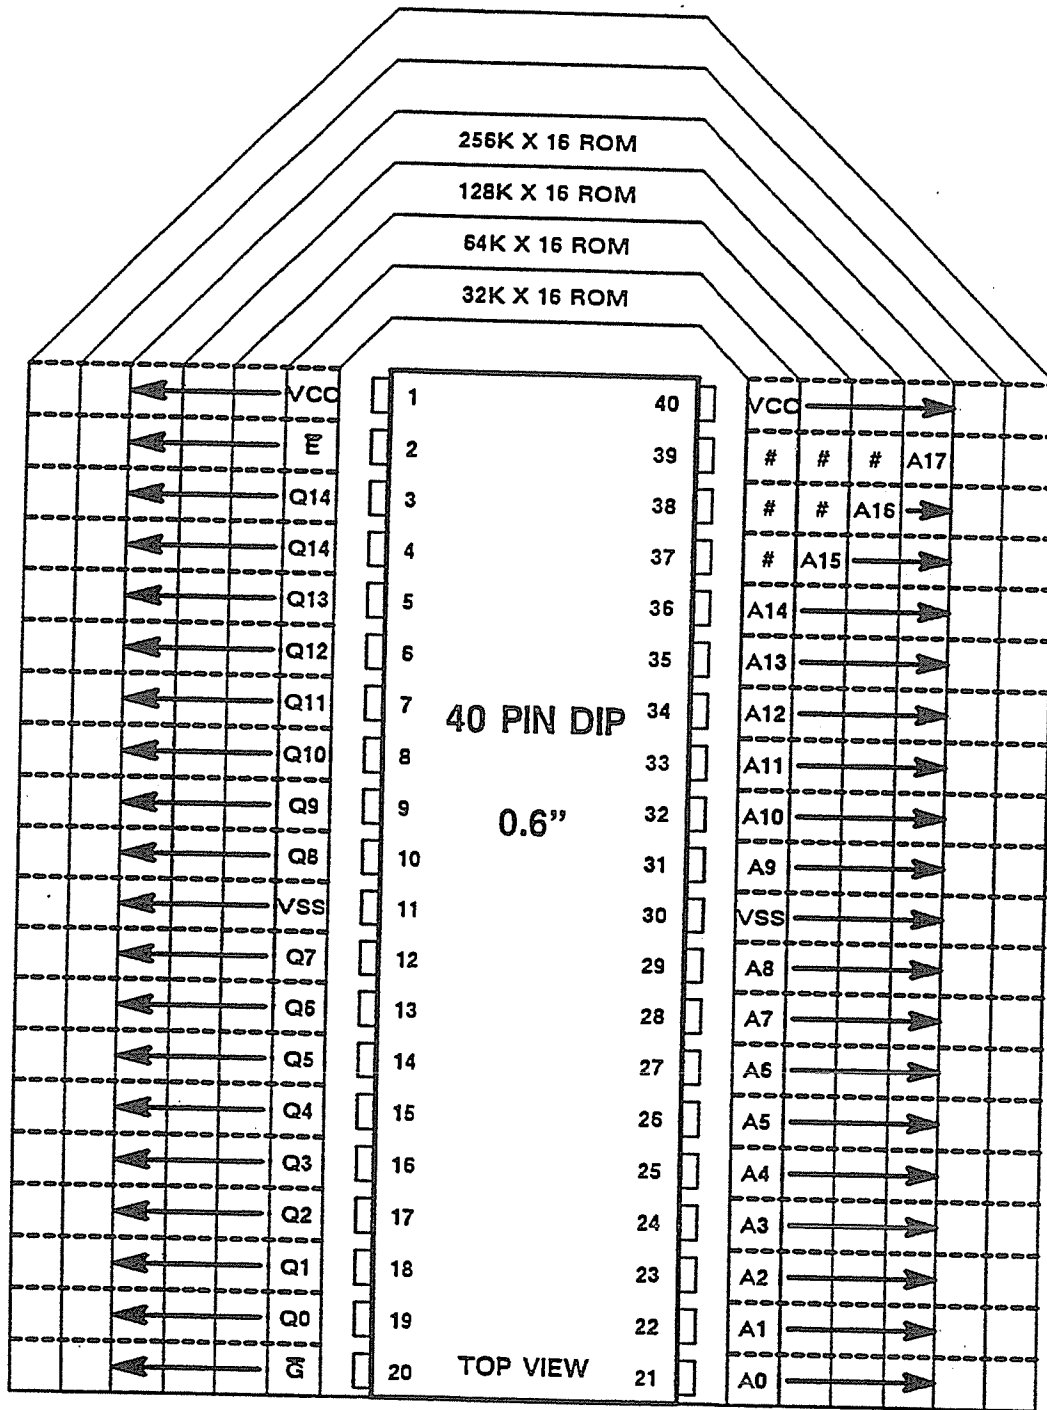 256K X 16 ROM
128K X 16 ROM
64K X 16 ROM
32K X 16 ROM
VCC 1 40 VCC
E̅ 2 39 # # # A17
Q14 3 38 # # A16
Q14 4 37 # A15
Q13 5 36 A14
Q12 6 35 A13
Q11 7 34 A12
40 PIN DIP
Q10 8 33 A11
Q9 9 32 A10
0.6”
Q8 10 31 A9
VSS 11 30 VSS
Q7 12 29 A8
Q6 13 28 A7
Q5 14 27 A6
Q4 15 26 A5
Q3 16 25 A4
Q2 17 24 A3
Q1 18 23 A2
Q0 19 22 A1
G̅ 20 TOP VIEW 21 A0